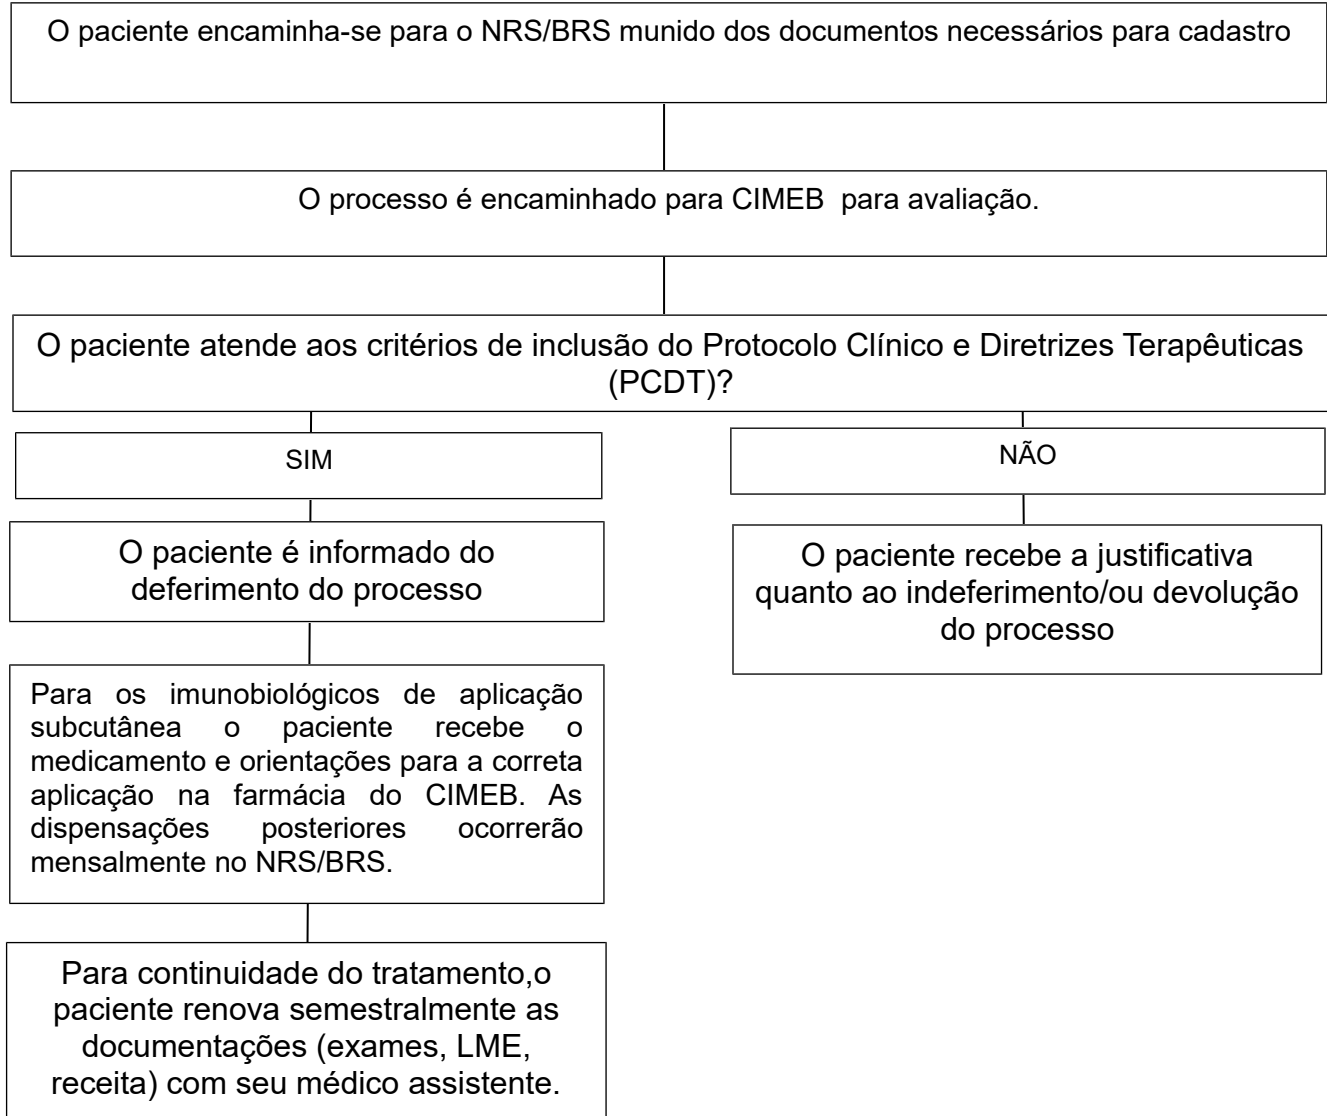 O paciente encaminha-se para o NRS/BRS munido dos documentos necessários para cadastro
O processo é encaminhado para CIMEB para avaliação.
O paciente atende aos critérios de inclusão do Protocolo Clínico e Diretrizes Terapêuticas
(PCDT)?
SIM
NÃO
O paciente é informado do
deferimento do processo
O paciente recebe a justificativa
quanto ao indeferimento/ou devolução
do processo
Para os imunobiológicos de aplicação
subcutânea o paciente recebe o
medicamento e orientações para a correta
aplicação na farmácia do CIMEB. As
dispensações posteriores ocorrerão
mensalmente no NRS/BRS.
Para continuidade do tratamento,o
paciente renova semestralmente as
documentações (exames, LME,
receita) com seu médico assistente.